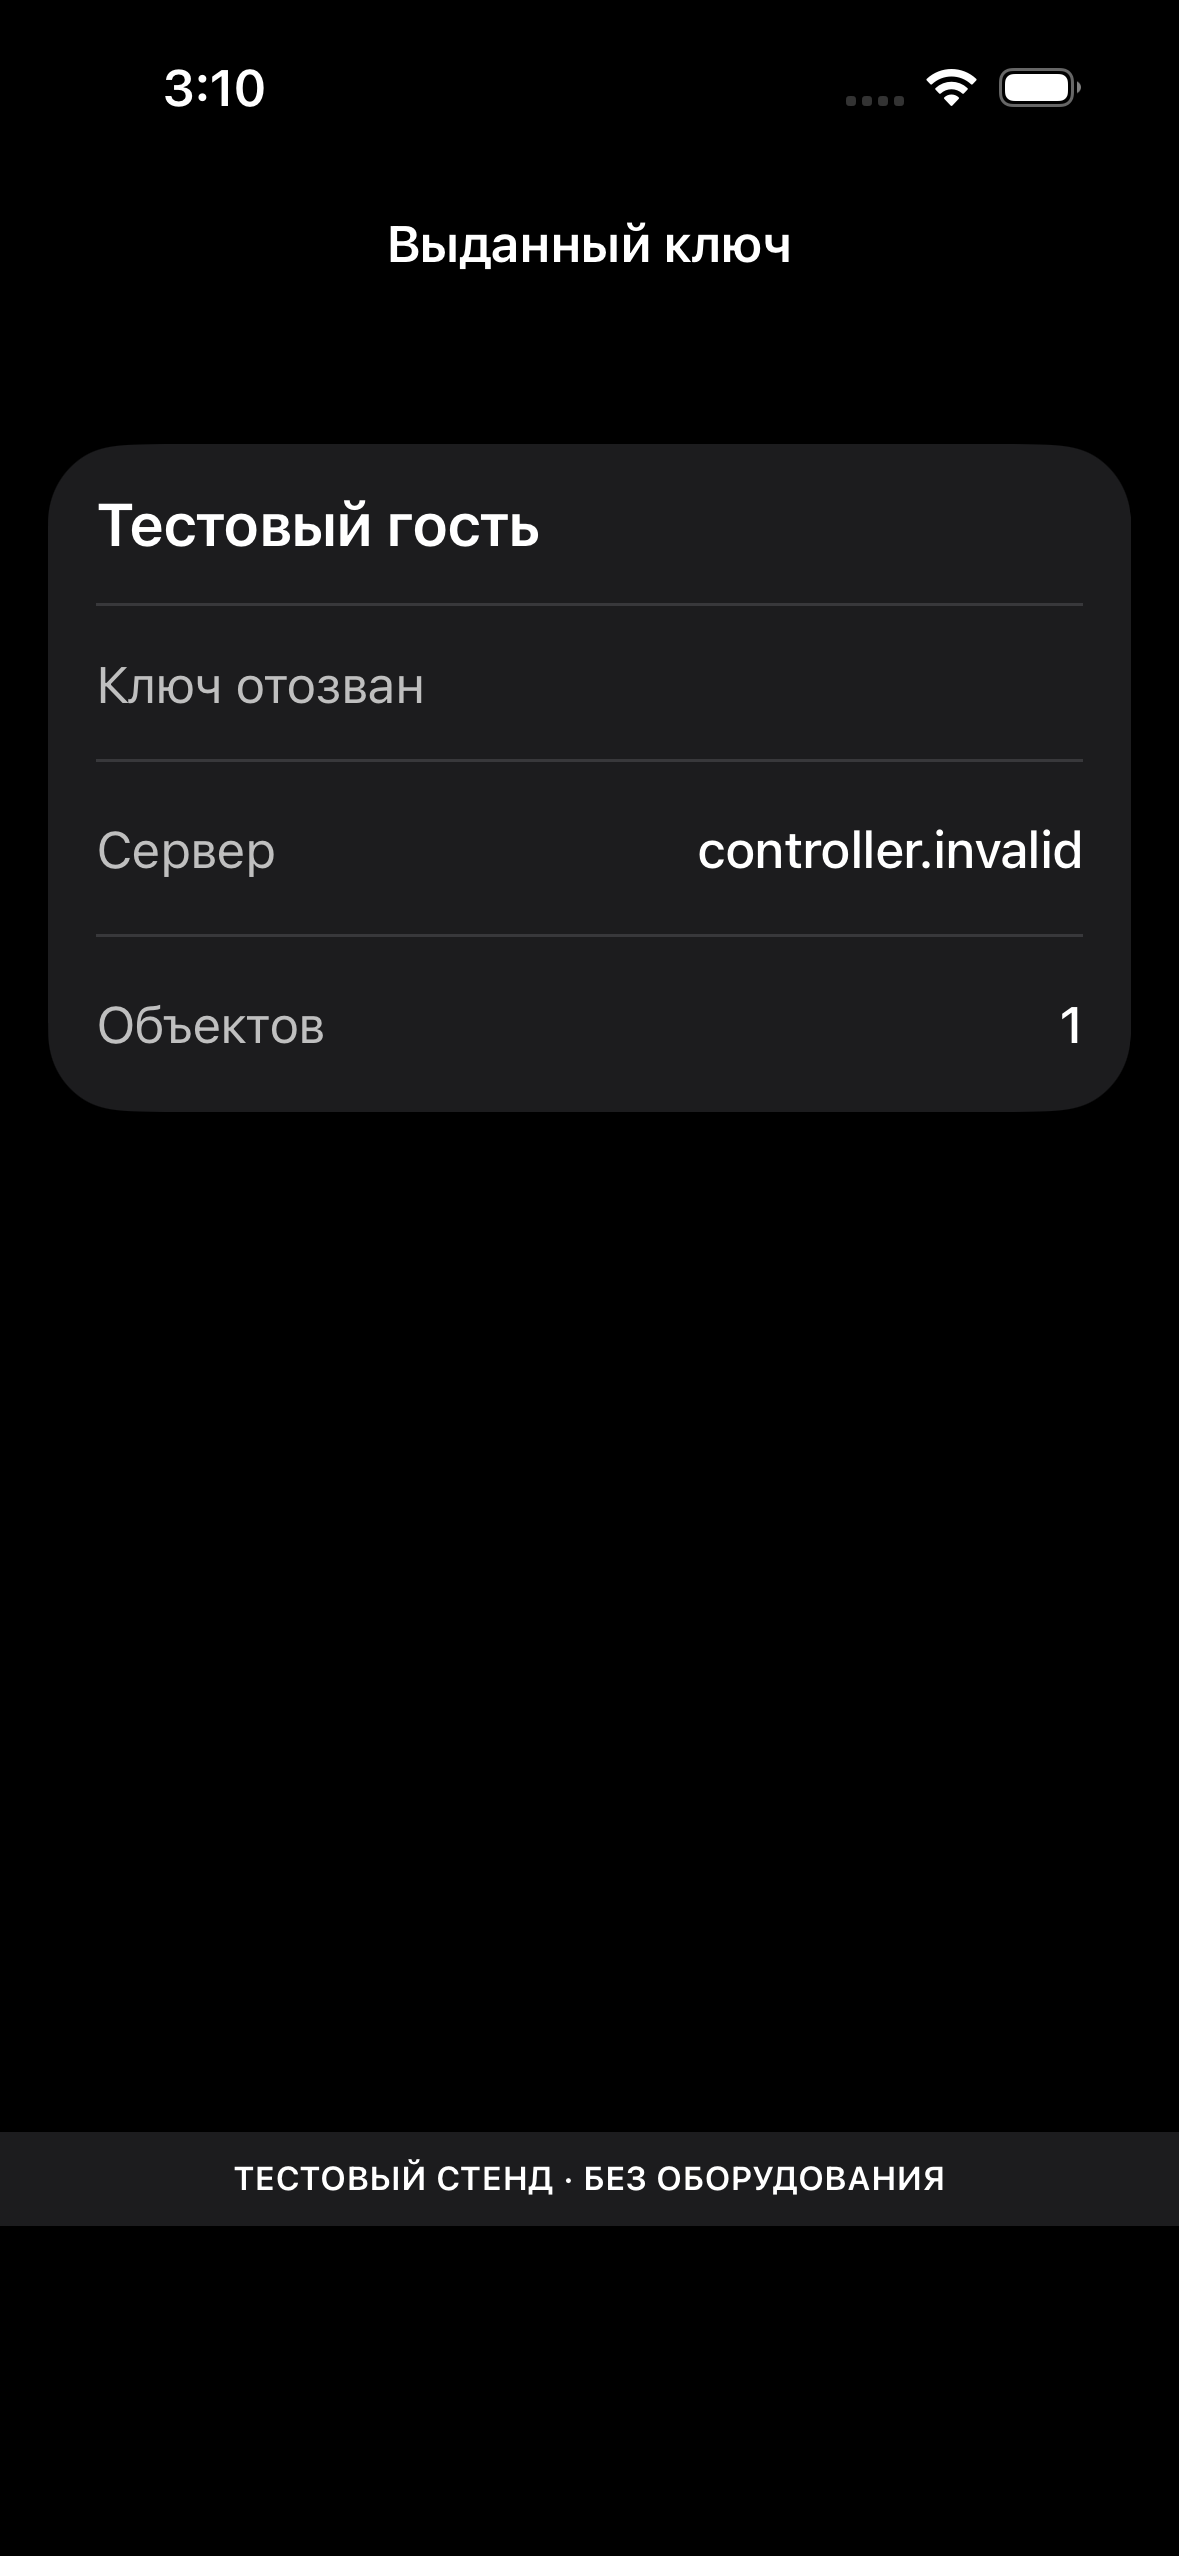 3:10
Выданный ключ
Тестовый гость
Ключ отозван
Сервер controller.invalid
Объектов 1
ТЕСТОВЫЙ СТЕНД · БЕЗ ОБОРУДОВАНИЯ